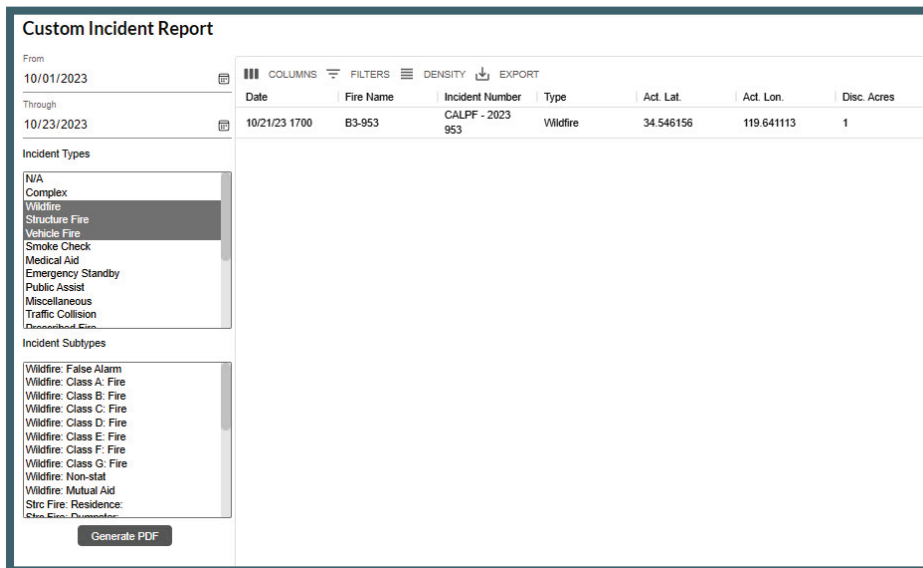 Custom Incident Report
From
10/01/2023
Through
10/23/2023
Incident Types
N/A
Complex
Wildfire
Structure Fire
Vehicle Fire
Smoke Check
Medical Aid
Emergency Standby
Public Assist
Miscellaneous
Traffic Collision
Prescribed Fire
Incident Subtypes
Wildfire: False Alarm
Wildfire: Class A: Fire
Wildfire: Class B: Fire
Wildfire: Class C: Fire
Wildfire: Class D: Fire
Wildfire: Class E: Fire
Wildfire: Class F: Fire
Wildfire: Class G: Fire
Wildfire: Non-stat
Wildfire: Mutual Aid
Strc Fire: Residence:
Strc Fire: Dumpster:
Generate PDF
COLUMNS FILTERS DENSITY EXPORT
Date Fire Name Incident Number Type Act. Lat. Act. Lon. Disc. Acres
10/21/23 1700 B3-953 CALPF - 2023 953 Wildfire 34.546156 119.641113 1